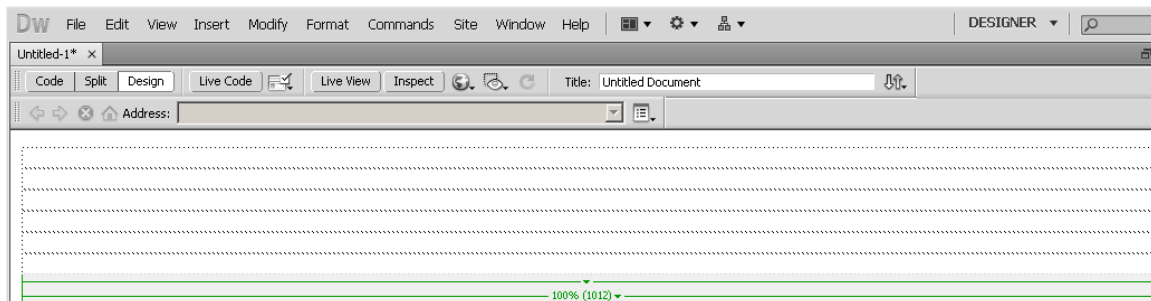 Dw File Edit View Insert Modify Format Commands Site Window Help DESIGNER
Untitled-1* ×
Code Split Design Live Code Live View Inspect Title: Untitled Document
Address:
100% (1012)